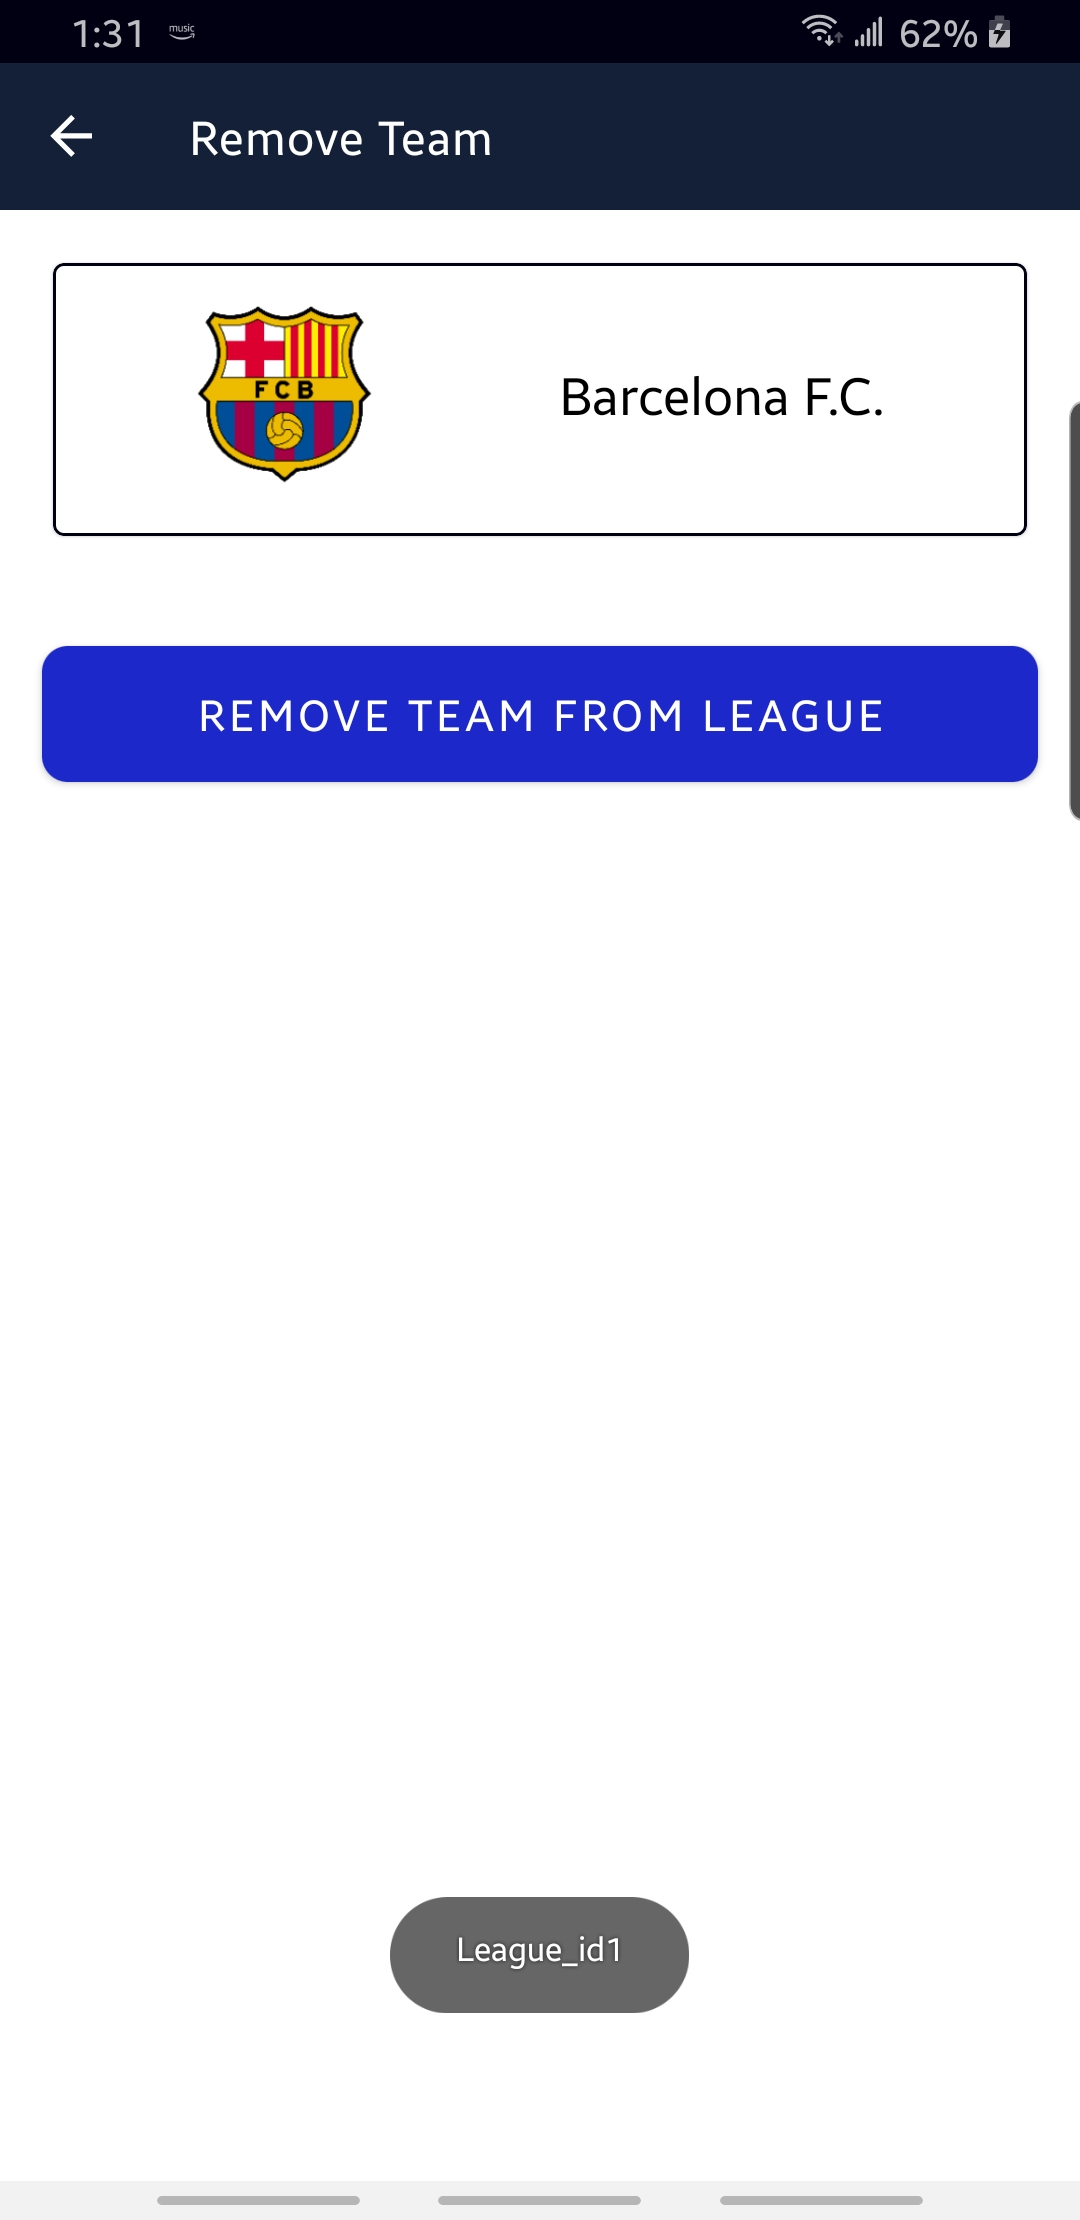 1:31 music 62%
Remove Team
FCB
Barcelona F.C.
REMOVE TEAM FROM LEAGUE
League_id1